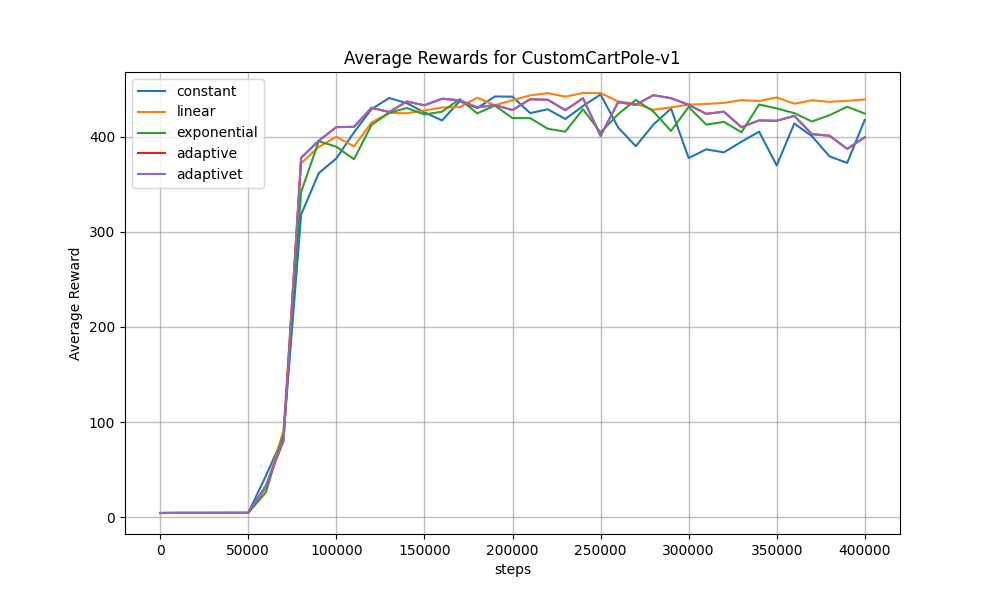 Average Rewards for CustomCartPole-v1
constant
linear
exponential
adaptive
adaptivet
400
300
200
100
0
Average Reward
0 50000 100000 150000 200000 250000 300000 350000 400000
steps